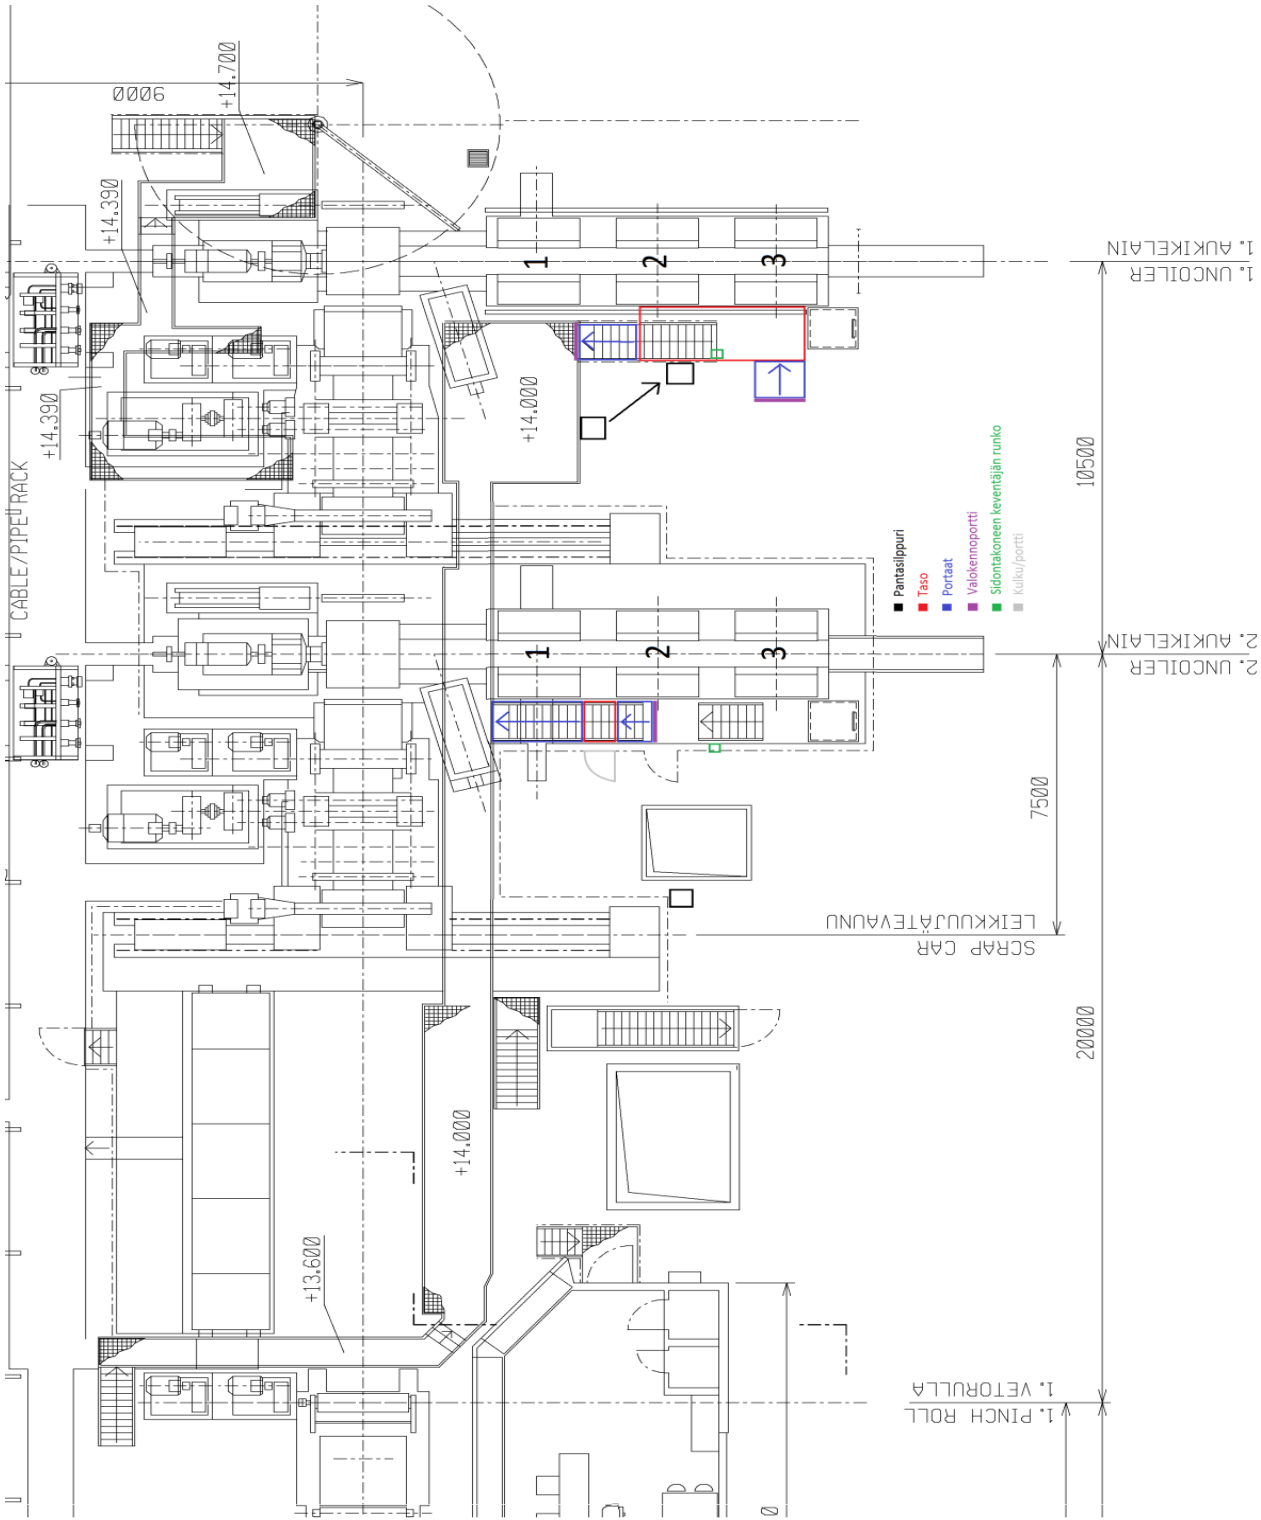 +14.700
9000
+14.390
1. AUKIKELAIN
1. UNCOILER
1
2
3
+14.390
+14.000
CABLE/PIPE RACK
10500
Pantasilppuri
Taso
Portaat
Valokennoportti
Sidontakoneen keventäjän runko
Kulku/portti
2. AUKIKELAIN
2. UNCOILER
1
2
3
7500
LEIKKUUJÄTEVAUNU
SCRAP CAR
20000
+14.000
+13.600
1. VETORULLA
1. PINCH ROLL